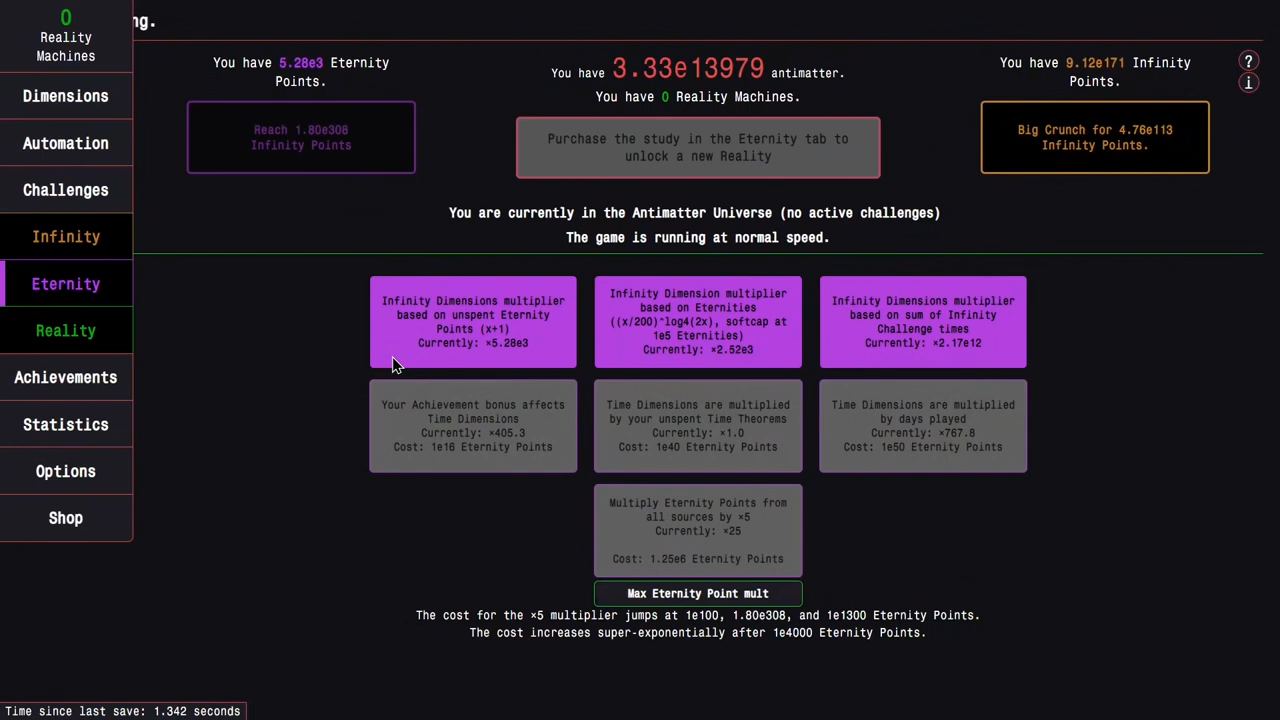 0
Reality
Machines
Dimensions
Automation
Challenges
Infinity
Eternity
Reality
Achievements
Statistics
Options
Shop
ng.
You have 5.28e3 Eternity
Points.
Reach 1.80e308
Infinity Points
You have 3.33e13979 antimatter.
You have 0 Reality Machines.
Purchase the study in the Eternity tab to
unlock a new Reality
You have 9.12e171 Infinity
Points.
Big Crunch for 4.76e113
Infinity Points.
?
i
You are currently in the Antimatter Universe (no active challenges)
The game is running at normal speed.
Infinity Dimensions multiplier
based on unspent Eternity
Points (x+1)
Currently: ×5.28e3
Infinity Dimension multiplier
based on Eternities
((x/200)^log4(2x), softcap at
1e5 Eternities)
Currently: ×2.52e3
Infinity Dimensions multiplier
based on sum of Infinity
Challenge times
Currently: ×2.17e12
Your Achievement bonus affects
Time Dimensions
Currently: ×405.3
Cost: 1e16 Eternity Points
Time Dimensions are multiplied
by your unspent Time Theorems
Currently: ×1.0
Cost: 1e40 Eternity Points
Time Dimensions are multiplied
by days played
Currently: ×767.8
Cost: 1e50 Eternity Points
Multiply Eternity Points from
all sources by ×5
Currently: ×25
Cost: 1.25e6 Eternity Points
Max Eternity Point mult
The cost for the ×5 multiplier jumps at 1e100, 1.80e308, and 1e1300 Eternity Points.
The cost increases super-exponentially after 1e4000 Eternity Points.
Time since last save: 1.342 seconds